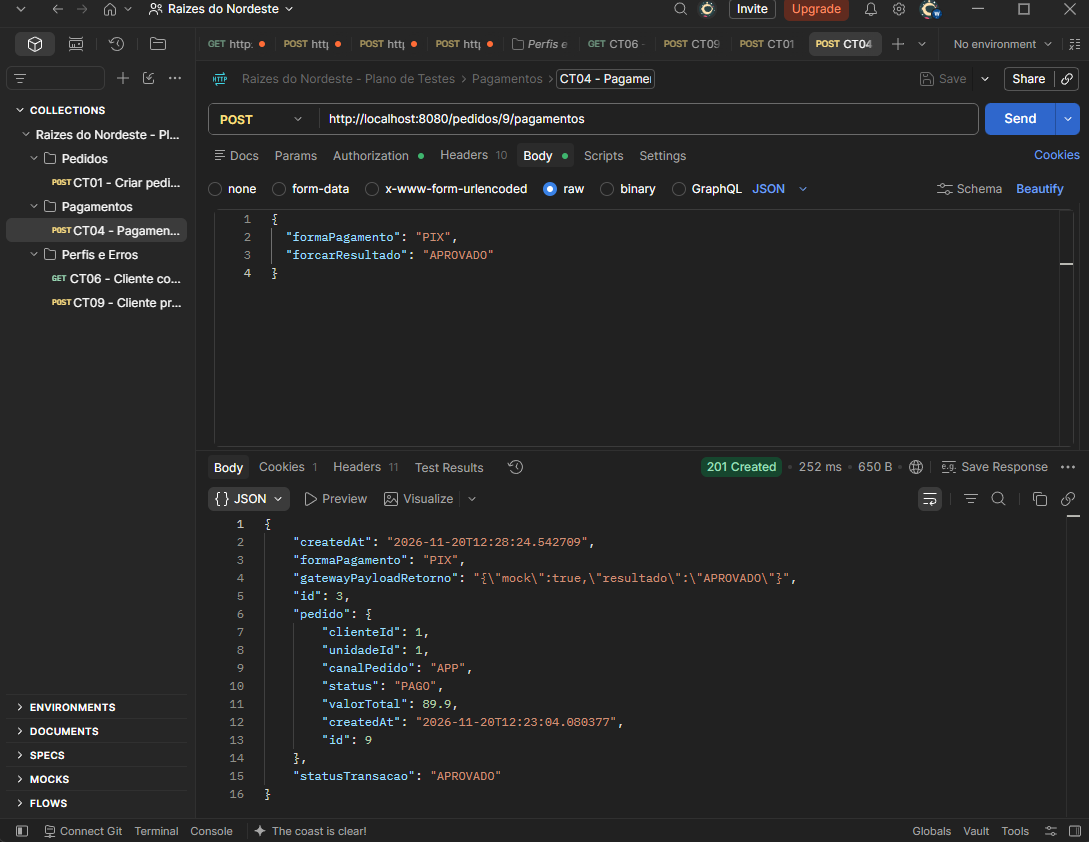 Raizes do Nordeste
Invite
Upgrade
GET http.
POST htt
POST htt
POST htt
Perfis e
GET CT06
POST CT09
POST CT01
POST CT04
No environment
HTTP
Raizes do Nordeste - Plano de Testes > Pagamentos > CT04 - Pagamer
Save
Share
COLLECTIONS
Raizes do Nordeste - Pl...
Pedidos
POST CT01 - Criar pedi...
Pagamentos
POST CT04 - Pagamen...
Perfis e Erros
GET CT06 - Cliente co...
POST CT09 - Cliente pr...
ENVIRONMENTS
DOCUMENTS
SPECS
MOCKS
FLOWS
POST
http://localhost:8080/pedidos/9/pagamentos
Send
Docs Params Authorization Headers 10 Body Scripts Settings Cookies
none form-data x-www-form-urlencoded raw binary GraphQL JSON Schema Beautify
1 {
2 "formaPagamento": "PIX",
3 "forcarResultado": "APROVADO"
4 }
Body Cookies 1 Headers 11 Test Results 201 Created • 252 ms • 650 B e.g. Save Response
{ } JSON Preview Visualize
1 {
2 "createdAt": "2026-11-20T12:28:24.542709",
3 "formaPagamento": "PIX",
4 "gatewayPayloadRetorno": "{\"mock\":true,\"resultado\":\"APROVADO\"}",
5 "id": 3,
6 "pedido": {
7 "clienteId": 1,
8 "unidadeId": 1,
9 "canalPedido": "APP",
10 "status": "PAGO",
11 "valorTotal": 89.9,
12 "createdAt": "2026-11-20T12:23:04.080377",
13 "id": 9
14 },
15 "statusTransacao": "APROVADO"
16 }
Connect Git Terminal Console The coast is clear! Globals Vault Tools